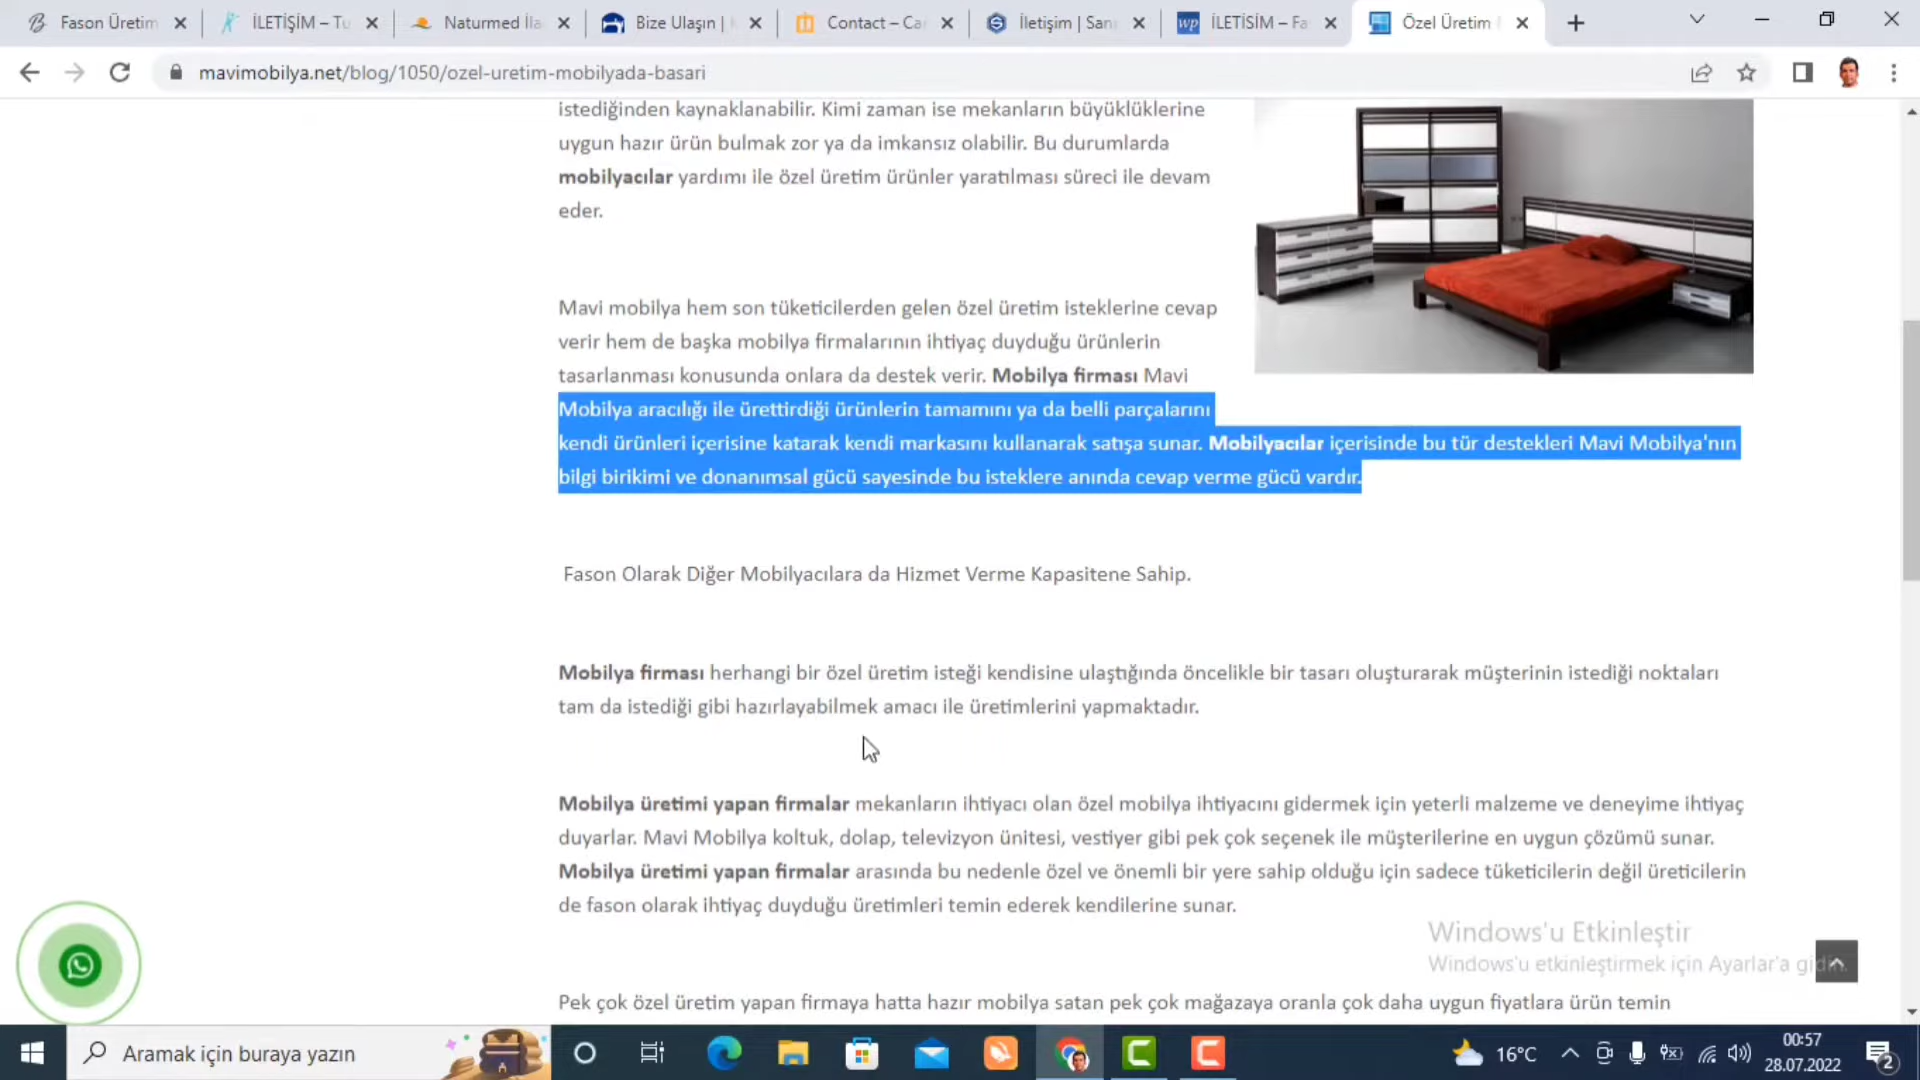 Fason Üretim
İLETİŞİM – Tu
Naturmed İla
Bize Ulaşın |
Contact – Ca
İletişim | San
wp
İLETİSİM – Fa
Özel Üretim
mavimobilya.net/blog/1050/ozel-uretim-mobilyada-basari
istediğinden kaynaklanabilir. Kimi zaman ise mekanların büyüklüklerine
uygun hazır ürün bulmak zor ya da imkansız olabilir. Bu durumlarda
mobilyacılar yardımı ile özel üretim ürünler yaratılması süreci ile devam
eder.
Mavi mobilya hem son tüketicilerden gelen özel üretim isteklerine cevap
verir hem de başka mobilya firmalarının ihtiyaç duyduğu ürünlerin
tasarlanması konusunda onlara da destek verir. Mobilya firması Mavi
Mobilya aracılığı ile ürettirdiği ürünlerin tamamını ya da belli parçalarını
kendi ürünleri içerisine katarak kendi markasını kullanarak satışa sunar. Mobilyacılar içerisinde bu tür destekleri Mavi Mobilya'nın
bilgi birikimi ve donanımsal gücü sayesinde bu isteklere anında cevap verme gücü vardır.
Fason Olarak Diğer Mobilyacılara da Hizmet Verme Kapasitene Sahip.
Mobilya firması herhangi bir özel üretim isteği kendisine ulaştığında öncelikle bir tasarı oluşturarak müşterinin istediği noktaları
tam da istediği gibi hazırlayabilmek amacı ile üretimlerini yapmaktadır.
Mobilya üretimi yapan firmalar mekanların ihtiyacı olan özel mobilya ihtiyacını gidermek için yeterli malzeme ve deneyime ihtiyaç
duyarlar. Mavi Mobilya koltuk, dolap, televizyon ünitesi, vestiyer gibi pek çok seçenek ile müşterilerine en uygun çözümü sunar.
Mobilya üretimi yapan firmalar arasında bu nedenle özel ve önemli bir yere sahip olduğu için sadece tüketicilerin değil üreticilerin
de fason olarak ihtiyaç duyduğu üretimleri temin ederek kendilerine sunar.
Windows'u Etkinleştir
Windows'u etkinleştirmek için Ayarlar'a gidin.
Pek çok özel üretim yapan firmaya hatta hazır mobilya satan pek çok mağazaya oranla çok daha uygun fiyatlara ürün temin
Aramak için buraya yazın
16°C
00:57
28.07.2022
2